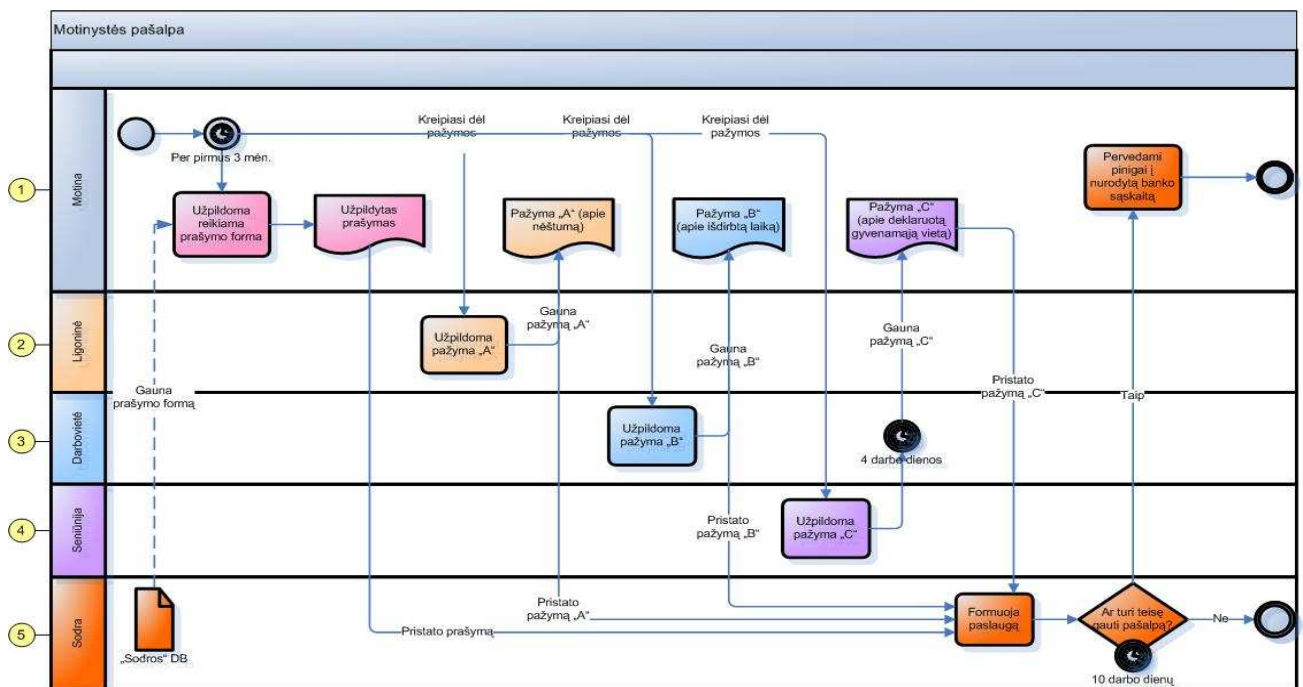 Motinystės pašalpa
Kreipiasi dėl
pažymos
Kreipiasi dėl
pažymos
Kreipiasi dėl
pažymos
Per pirmus 3 mėn.
1
Motina
Užpildoma
reikiama
prašymo forma
Užpildytas
prašymas
Pažyma „A“ (apie
nėštumą)
Pažyma „B“
(apie išdirbtą laiką)
Pažyma „C“
(apie deklaruotą
gyvenamąją vietą)
Pervedami
pinigai į
nurodytą banko
sąskaitą
2
Ligoninė
Užpildoma
pažyma „A“
Gauna
pažymą „A“
Gauna
pažymą „B“
Gauna
pažymą „C“
Gauna
prašymo formą
Pristato
pažymą „C“
Taip
3
Darbovietė
Užpildoma
pažyma „B“
4 darbo dienos
4
Seniūnija
Užpildoma
pažyma „C“
Pristato
pažymą „B“
5
Sodra
„Sodros“ DB
Pristato
pažymą „A“
Pristato prašymą
Formuoja
paslaugą
Ar turi teisę
gauti pašalpą?
Ne
10 darbo dienų